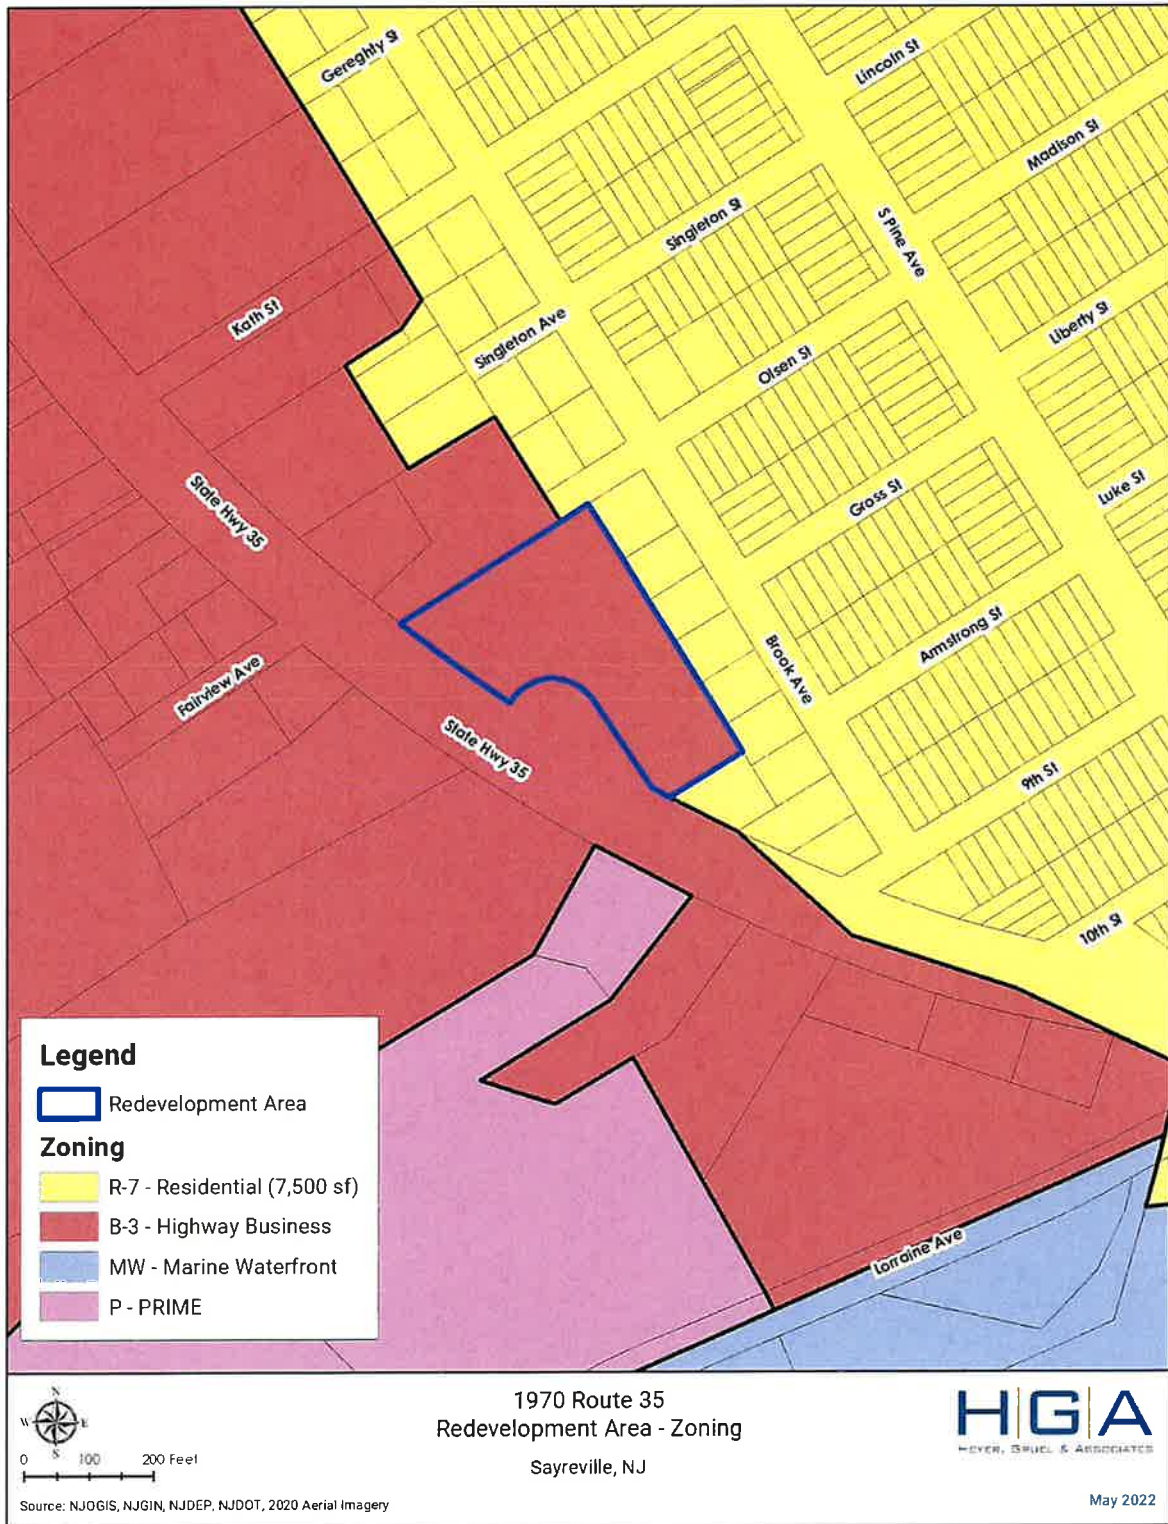 Gereghty St
Lincoln St
Madison St
Singleton St
S Pine Ave
Kath St
Singleton Ave
Liberty St
Olsen St
State Hwy 35
Gross St
Luke St
Armstrong St
Brook Ave
Fairview Ave
State Hwy 35
9th St
10th St
Lorraine Ave
Legend
Redevelopment Area
Zoning
R-7 - Residential (7,500 sf)
B-3 - Highway Business
MW - Marine Waterfront
P - PRIME
N
W E
S
0 100 200 Feet
Source: NJOGIS, NJGIN, NJDEP, NJDOT, 2020 Aerial Imagery
1970 Route 35
Redevelopment Area - Zoning
Sayreville, NJ
HGA
HEYER, GRUEL & ASSOCIATES
May 2022